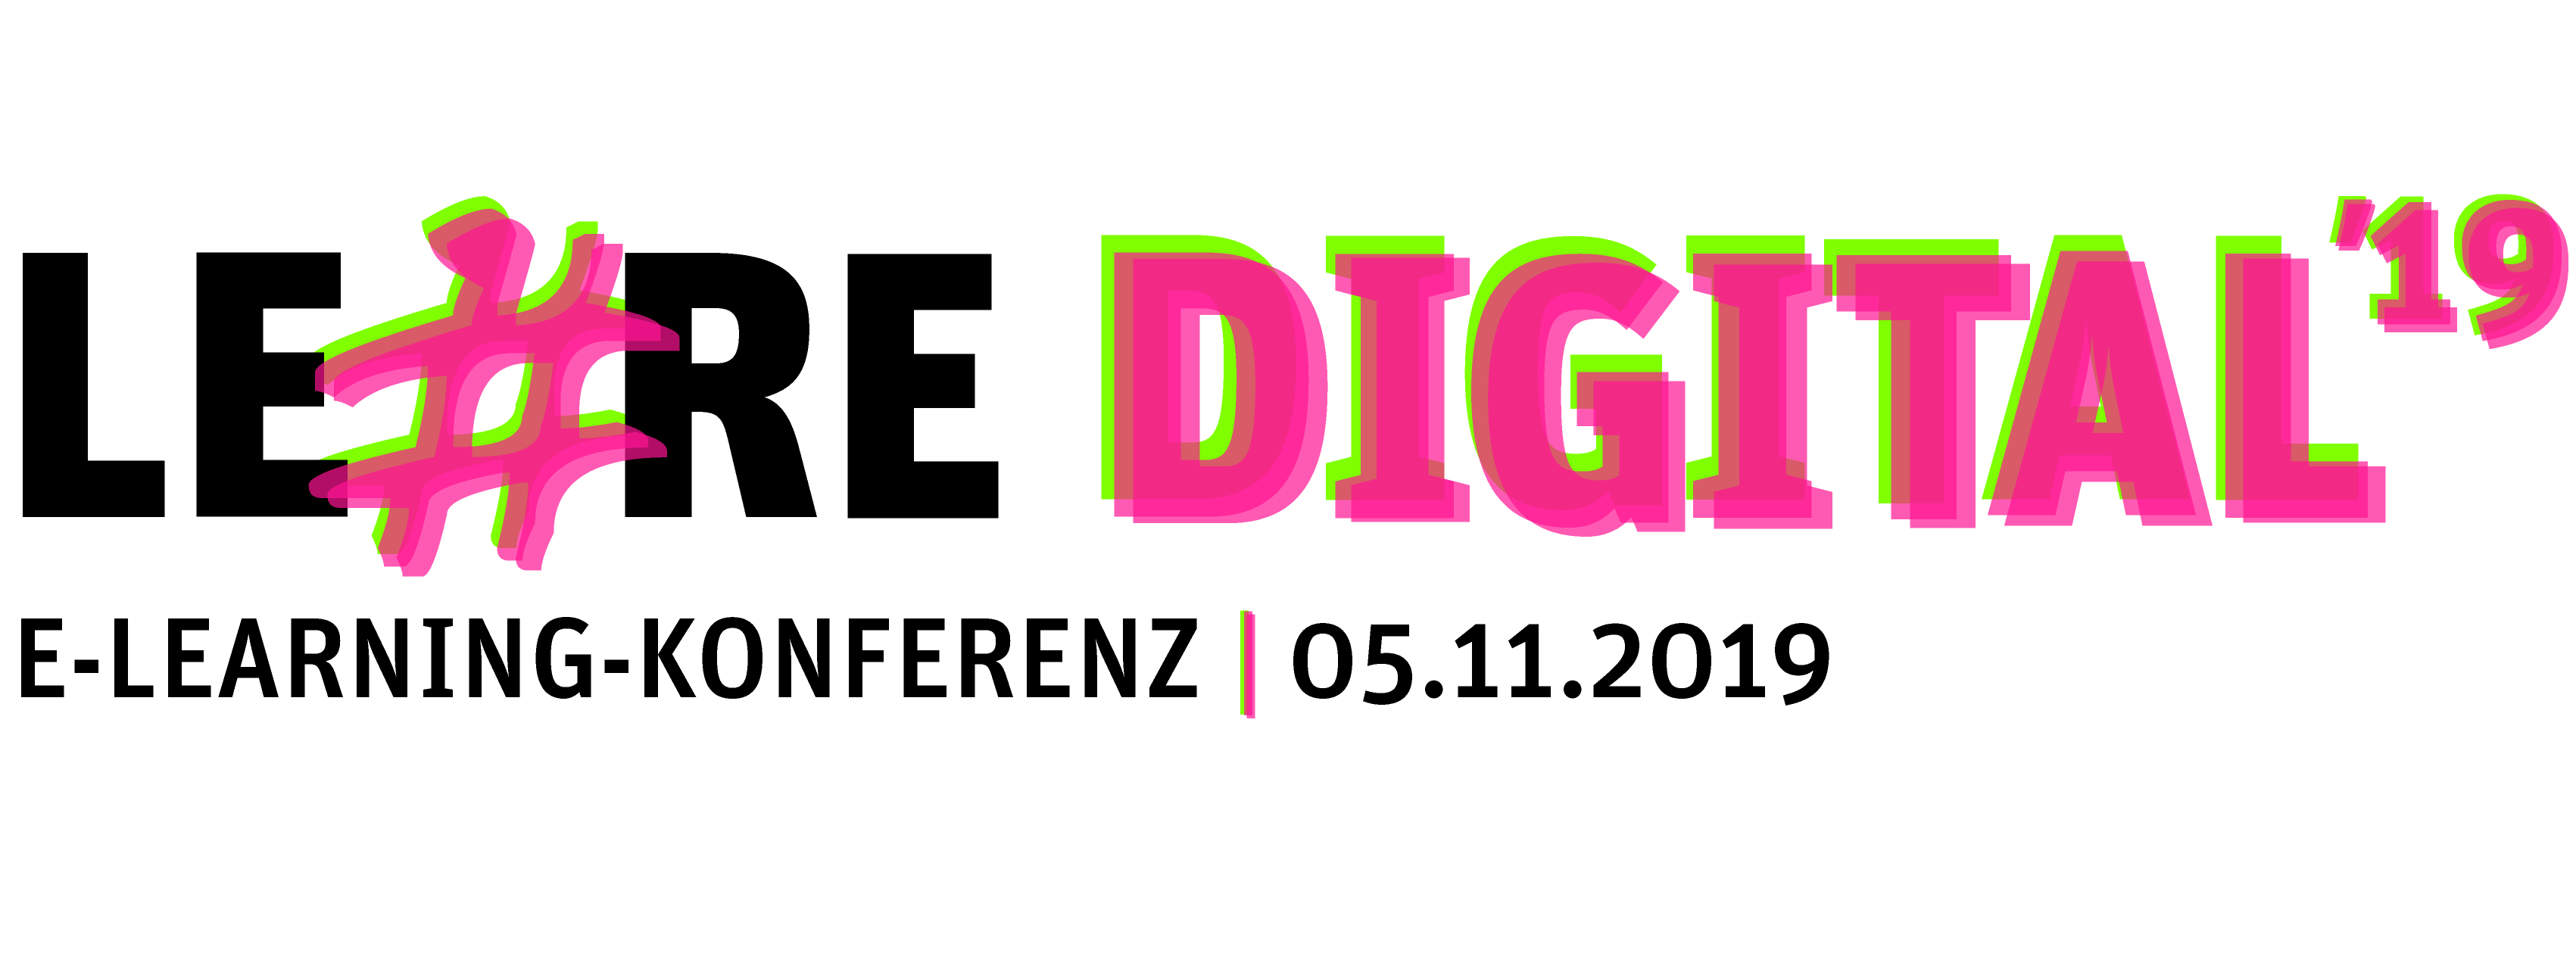 LE#RE DIGITAL '19
E-LEARNING-KONFERENZ | 05.11.2019